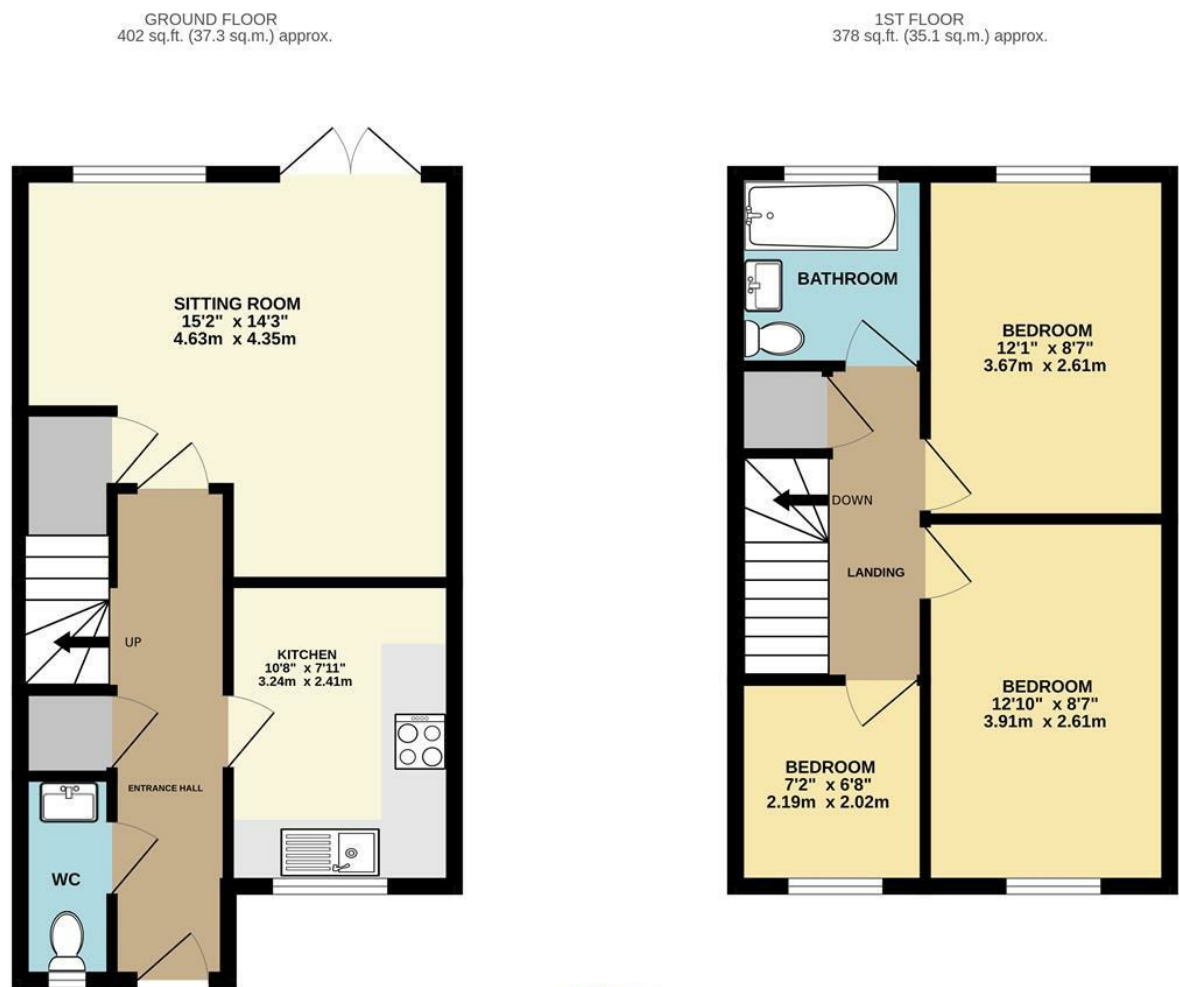 GROUND FLOOR
402 sq.ft. (37.3 sq.m.) approx.
1ST FLOOR
378 sq.ft. (35.1 sq.m.) approx.
SITTING ROOM
15'2" x 14'3"
4.63m x 4.35m
UP
KITCHEN
10'8" x 7'11"
3.24m x 2.41m
ENTRANCE HALL
WC
BATHROOM
BEDROOM
12'1" x 8'7"
3.67m x 2.61m
DOWN
LANDING
BEDROOM
12'10" x 8'7"
3.91m x 2.61m
BEDROOM
7'2" x 6'8"
2.19m x 2.02m